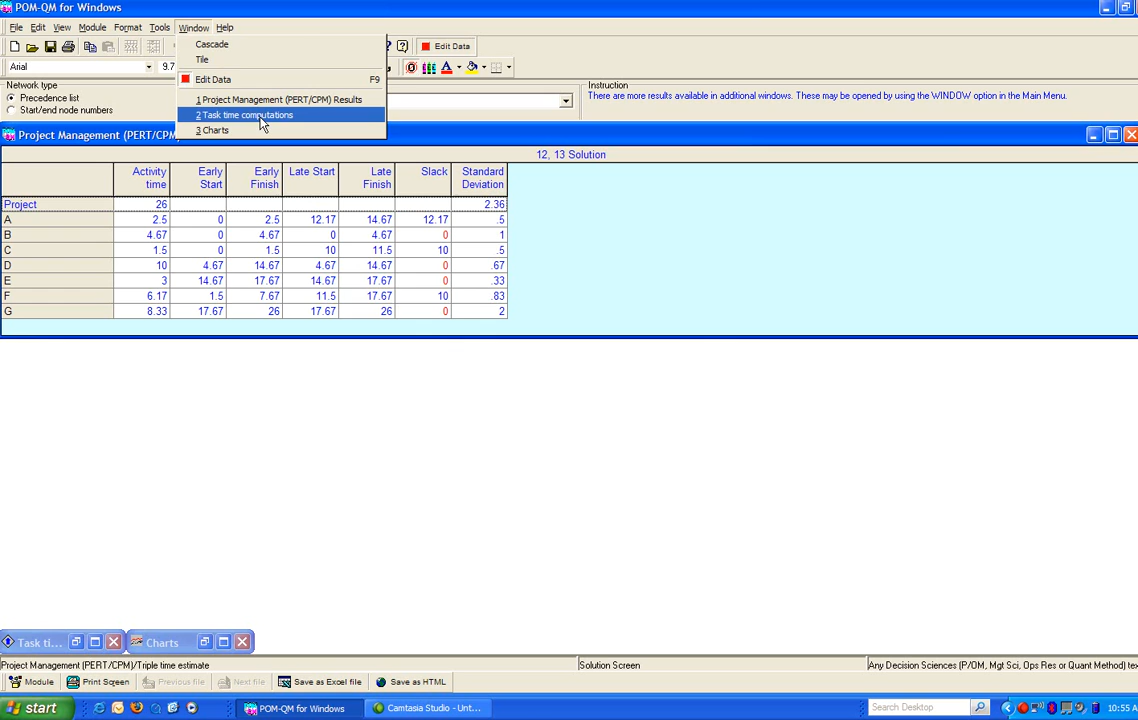 POM-QM for Windows
File Edit View Module Format Tools Window Help
Cascade
Tile
Edit Data F9
1 Project Management (PERT/CPM) Results
2 Task time computations
3 Charts
Edit Data
Arial 9.7
Network type
Precedence list
Start/end node numbers
Instruction
There are more results available in additional windows. These may be opened by using the WINDOW option in the Main Menu.
Project Management (PERT/CPM)
12, 13 Solution
Activity time Early Start Early Finish Late Start Late Finish Slack Standard Deviation
Project 26 2.36
A 2.5 0 2.5 12.17 14.67 12.17 .5
B 4.67 0 4.67 0 4.67 0 1
C 1.5 0 1.5 10 11.5 10 .5
D 10 4.67 14.67 4.67 14.67 0 .67
E 3 14.67 17.67 14.67 17.67 0 .33
F 6.17 1.5 7.67 11.5 17.67 10 .83
G 8.33 17.67 26 17.67 26 0 2
Task ti... Charts
Project Management (PERT/CPM)/Triple time estimate Solution Screen Any Decision Sciences (P/OM, Mgt Sci, Ops Res or Quant Method) te
Module Print Screen Previous file Next file Save as Excel file Save as HTML
start POM-QM for Windows Camtasia Studio - Unt... Search Desktop 10:55 A